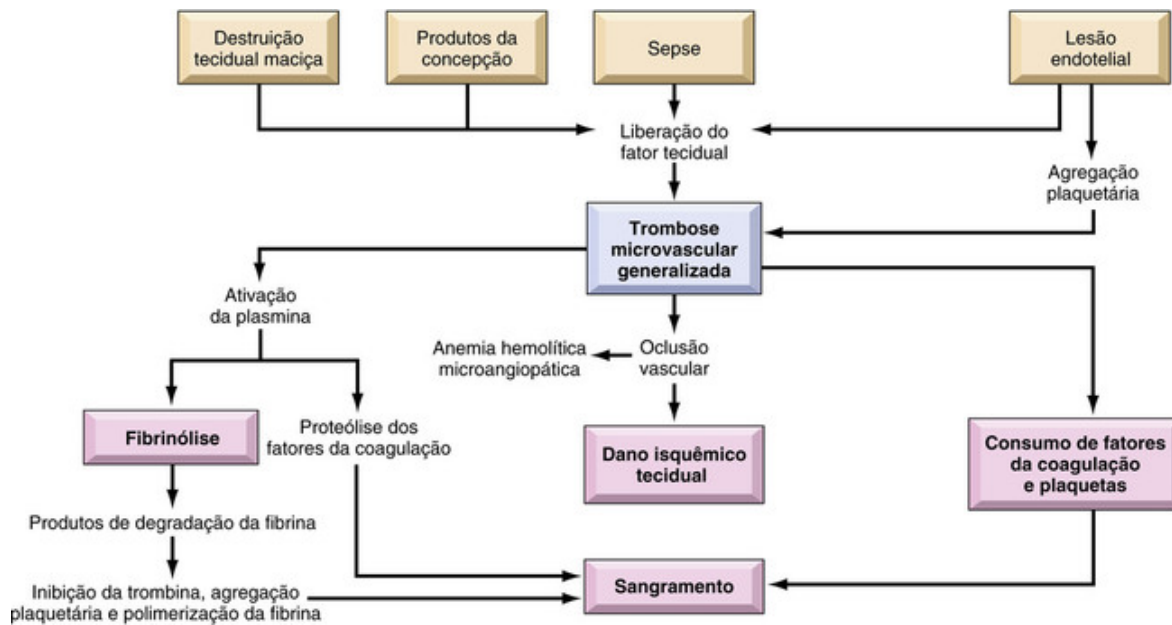 Destruição
tecidual maciça
Produtos da
concepção
Sepse
Lesão
endotelial
Liberação do
fator tecidual
Agregação
plaquetária
Trombose
microvascular
generalizada
Ativação
da plasmina
Anemia hemolítica
microangiopática
Oclusão
vascular
Fibrinólise
Proteólise dos
fatores da coagulação
Dano isquêmico
tecidual
Consumo de fatores
da coagulação
e plaquetas
Produtos de degradação da fibrina
Inibição da trombina, agregação
plaquetária e polimerização da fibrina
Sangramento